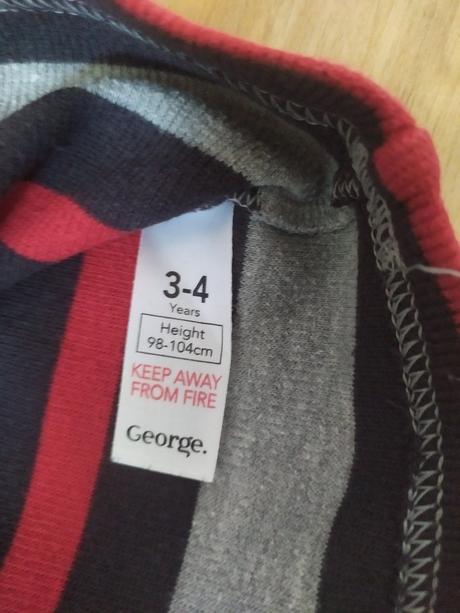 3-4
Years
Height
98-104cm
KEEP AWAY
FROM FIRE
George.